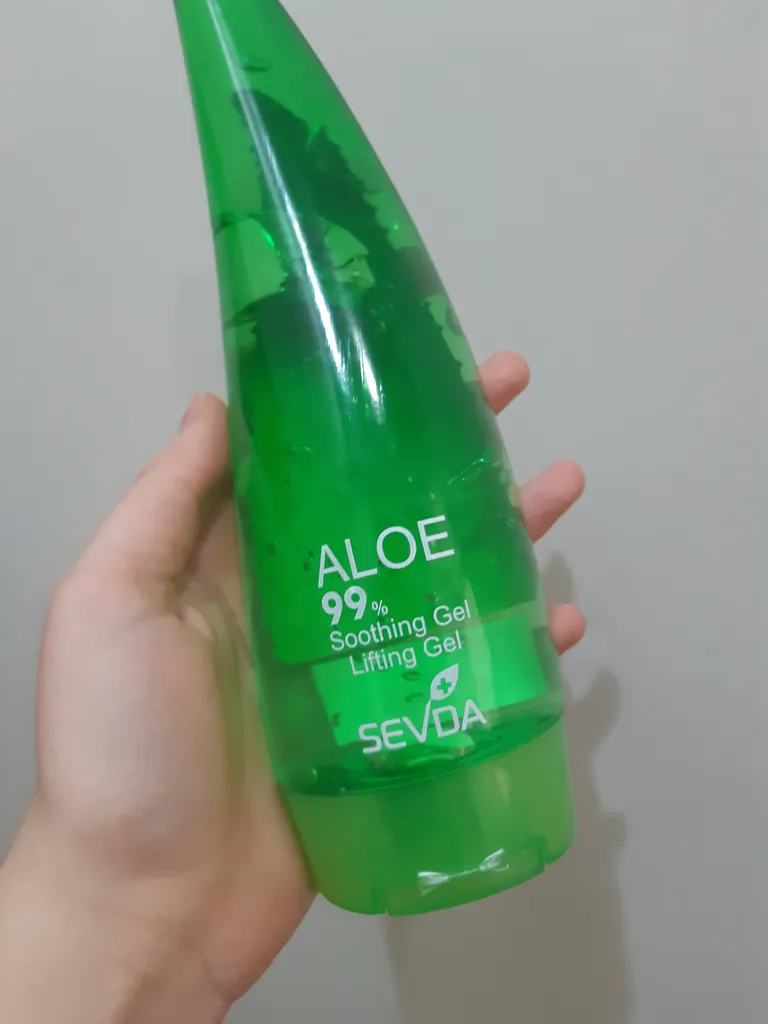 ALOE
99%
Soothing Gel
Lifting Gel
SEVDA